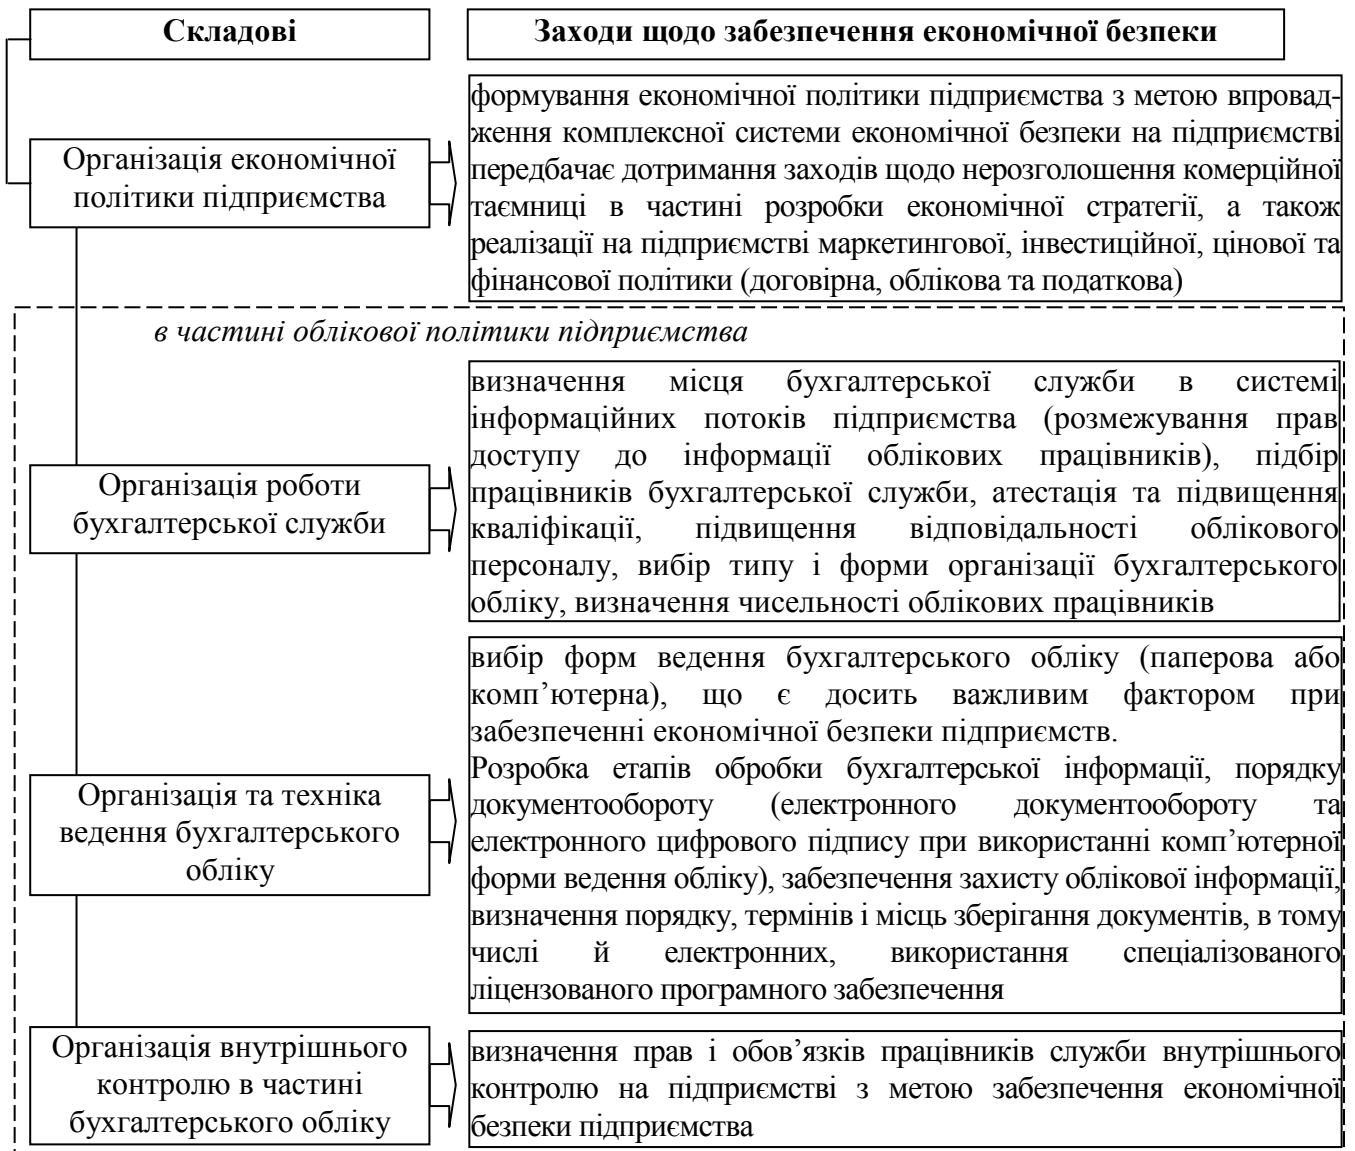 Складові
Заходи щодо забезпечення економічної безпеки
Організація економічної
політики підприємства
формування економічної політики підприємства з метою впровад-
ження комплексної системи економічної безпеки на підприємстві
передбачає дотримання заходів щодо нерозголошення комерційної
таємниці в частині розробки економічної стратегії, а також
реалізації на підприємстві маркетингової, інвестиційної, цінової та
фінансової політики (договірна, облікова та податкова)
в частині облікової політики підприємства
Організація роботи
бухгалтерської служби
визначення місця бухгалтерської служби в системі
інформаційних потоків підприємства (розмежування прав
доступу до інформації облікових працівників), підбір
працівників бухгалтерської служби, атестація та підвищення
кваліфікації, підвищення відповідальності облікового
персоналу, вибір типу і форми організації бухгалтерського
обліку, визначення чисельності облікових працівників
Організація та техніка
ведення бухгалтерського
обліку
вибір форм ведення бухгалтерського обліку (паперова або
комп’ютерна), що є досить важливим фактором при
забезпеченні економічної безпеки підприємств.
Розробка етапів обробки бухгалтерської інформації, порядку
документообороту (електронного документообороту та
електронного цифрового підпису при використанні комп’ютерної
форми ведення обліку), забезпечення захисту облікової інформації,
визначення порядку, термінів і місць зберігання документів, в тому
числі й електронних, використання спеціалізованого
ліцензованого програмного забезпечення
Організація внутрішнього
контролю в частині
бухгалтерського обліку
визначення прав і обов’язків працівників служби внутрішнього
контролю на підприємстві з метою забезпечення економічної
безпеки підприємства